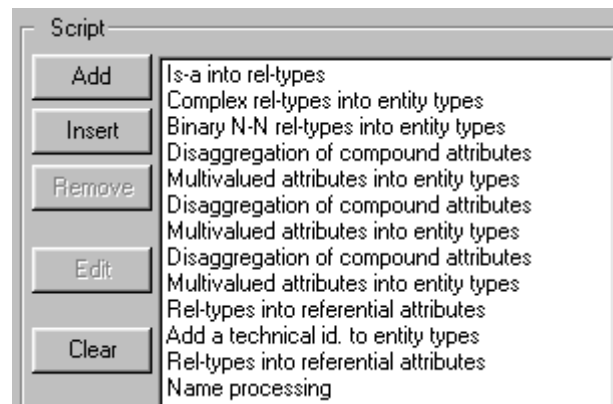 Script
Add
Insert
Remove
Edit
Clear
Is-a into rel-types
Complex rel-types into entity types
Binary N-N rel-types into entity types
Disaggregation of compound attributes
Multivalued attributes into entity types
Disaggregation of compound attributes
Multivalued attributes into entity types
Disaggregation of compound attributes
Multivalued attributes into entity types
Rel-types into referential attributes
Add a technical id. to entity types
Rel-types into referential attributes
Name processing